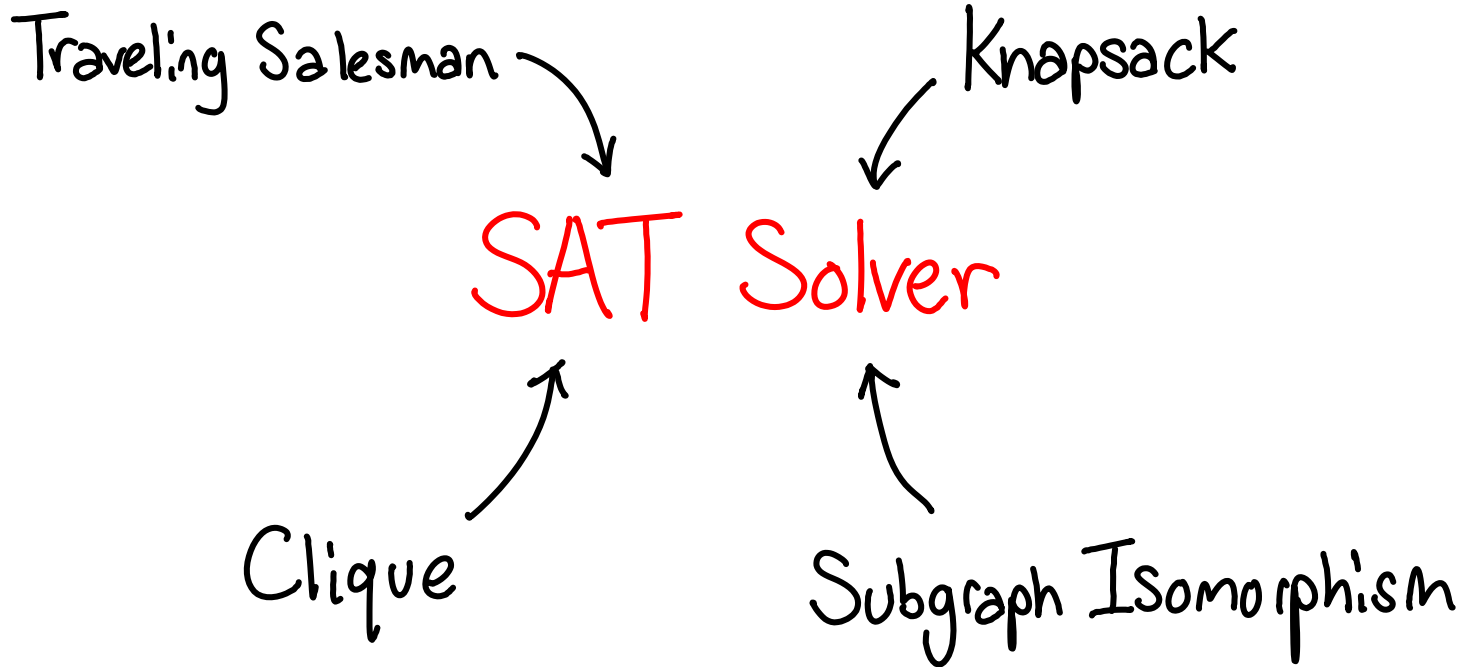 Traveling Salesman
Knapsack
SAT Solver
Clique
Subgraph Isomorphism